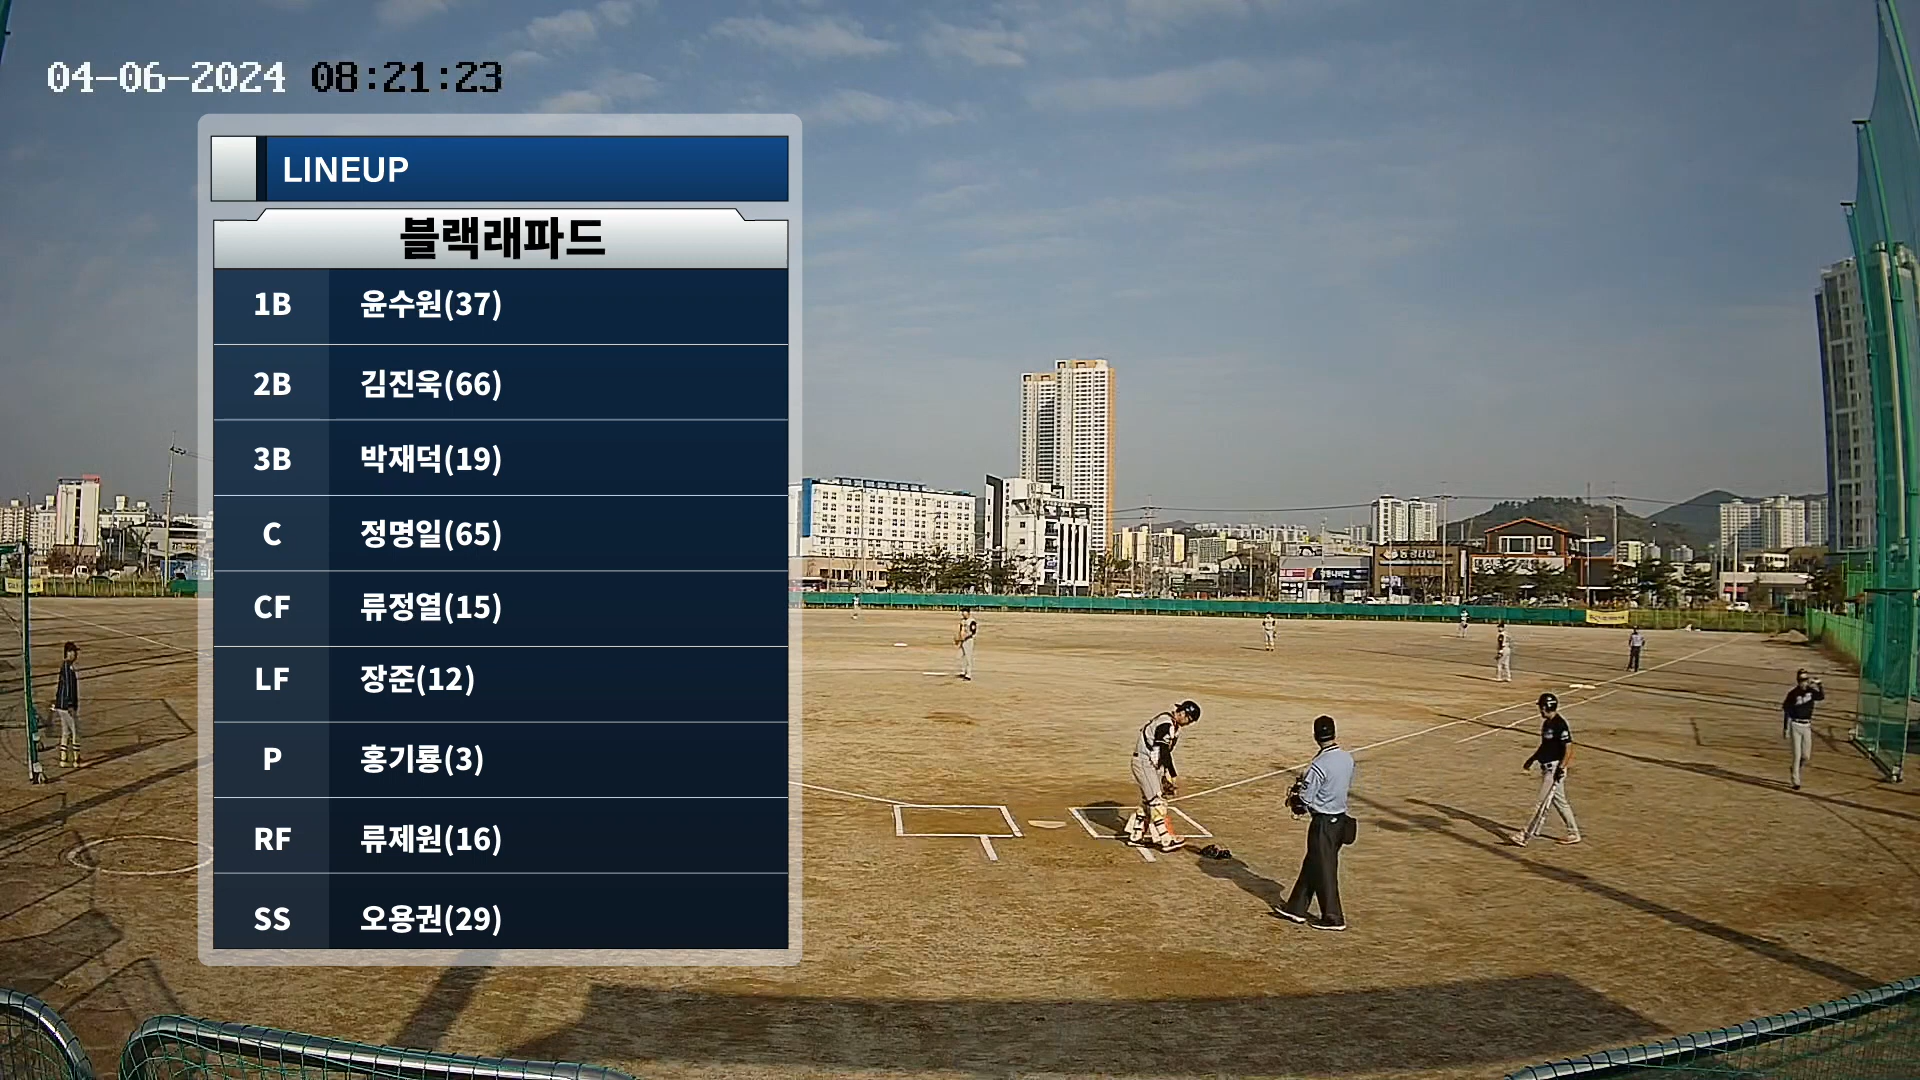 04-06-2024 08:21:23
LINEUP
블랙래파드
1B 윤수원(37)
2B 김진욱(66)
3B 박재덕(19)
C 정명일(65)
CF 류정열(15)
LF 장준(12)
P 홍기룡(3)
RF 류제원(16)
SS 오용권(29)